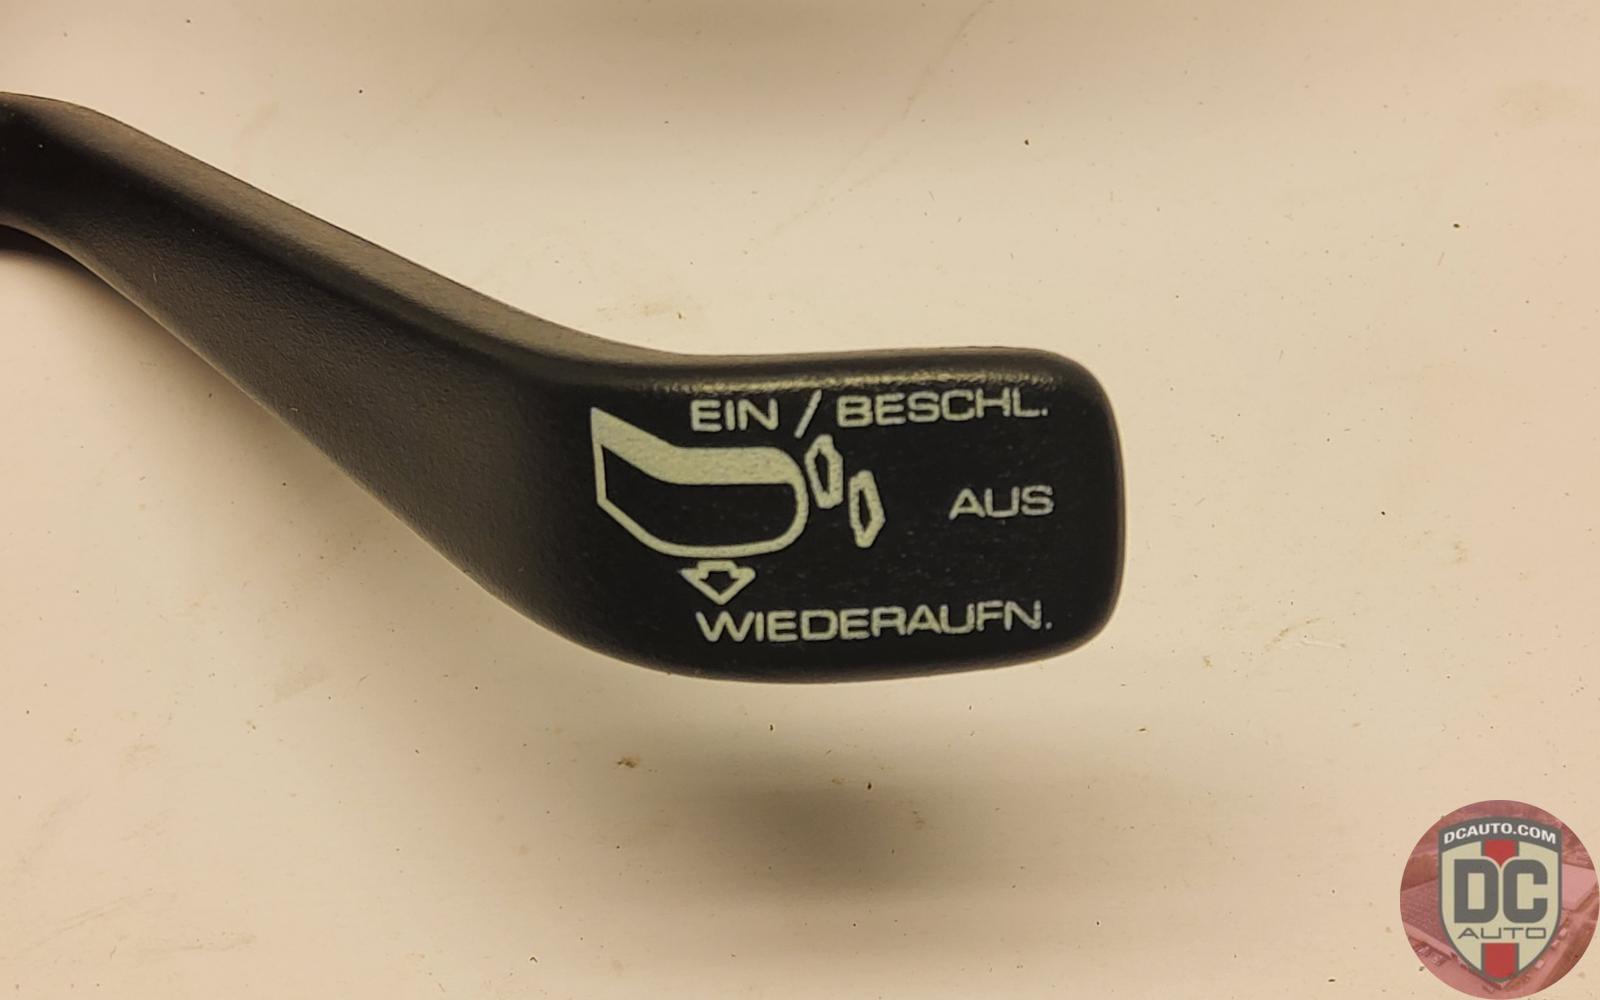 EIN / BESCHL.
AUS
WIEDERAUFN.
DCAUTO.COM
DC
AUTO